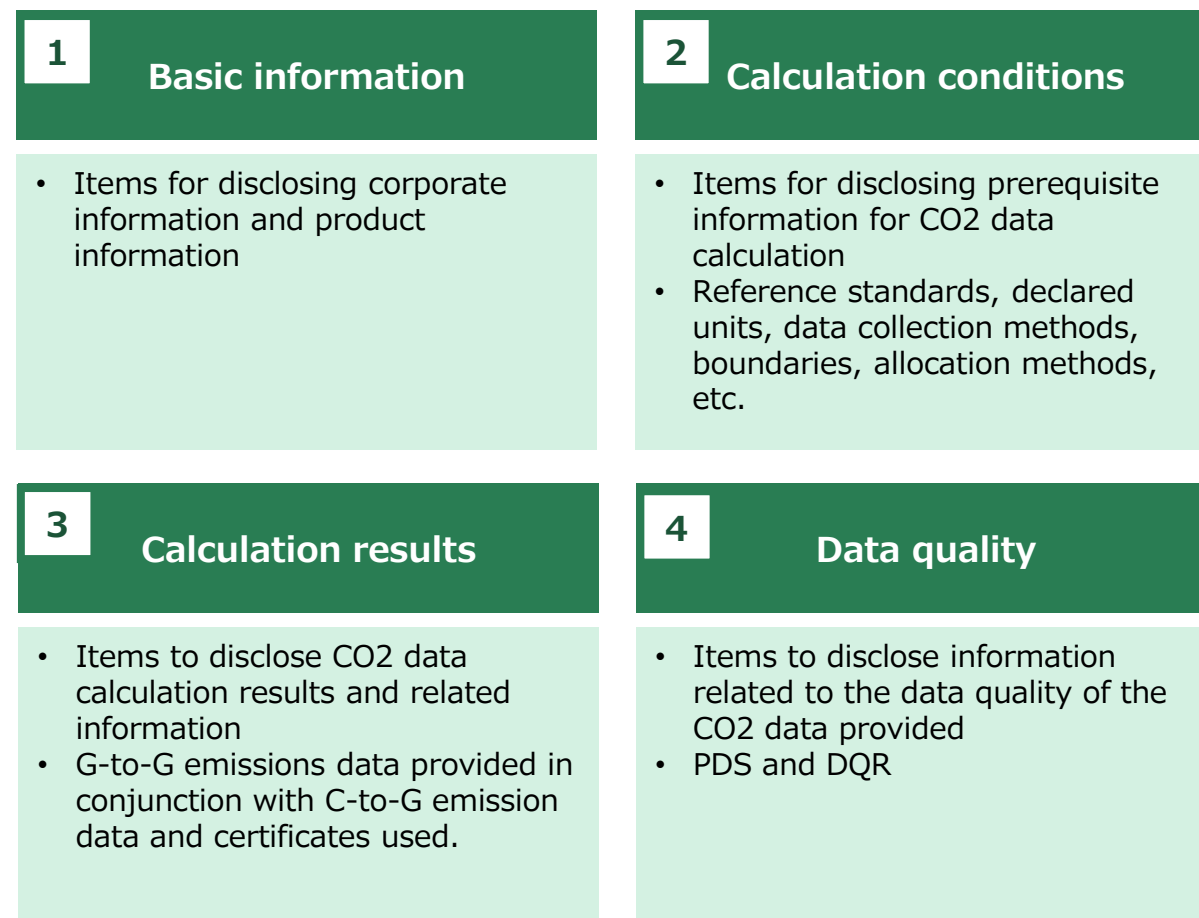 1
Basic information
• Items for disclosing corporate
information and product
information
2
Calculation conditions
• Items for disclosing prerequisite
information for CO2 data
calculation
• Reference standards, declared
units, data collection methods,
boundaries, allocation methods,
etc.
3
Calculation results
• Items to disclose CO2 data
calculation results and related
information
• G-to-G emissions data provided in
conjunction with C-to-G emission
data and certificates used.
4
Data quality
• Items to disclose information
related to the data quality of the
CO2 data provided
• PDS and DQR